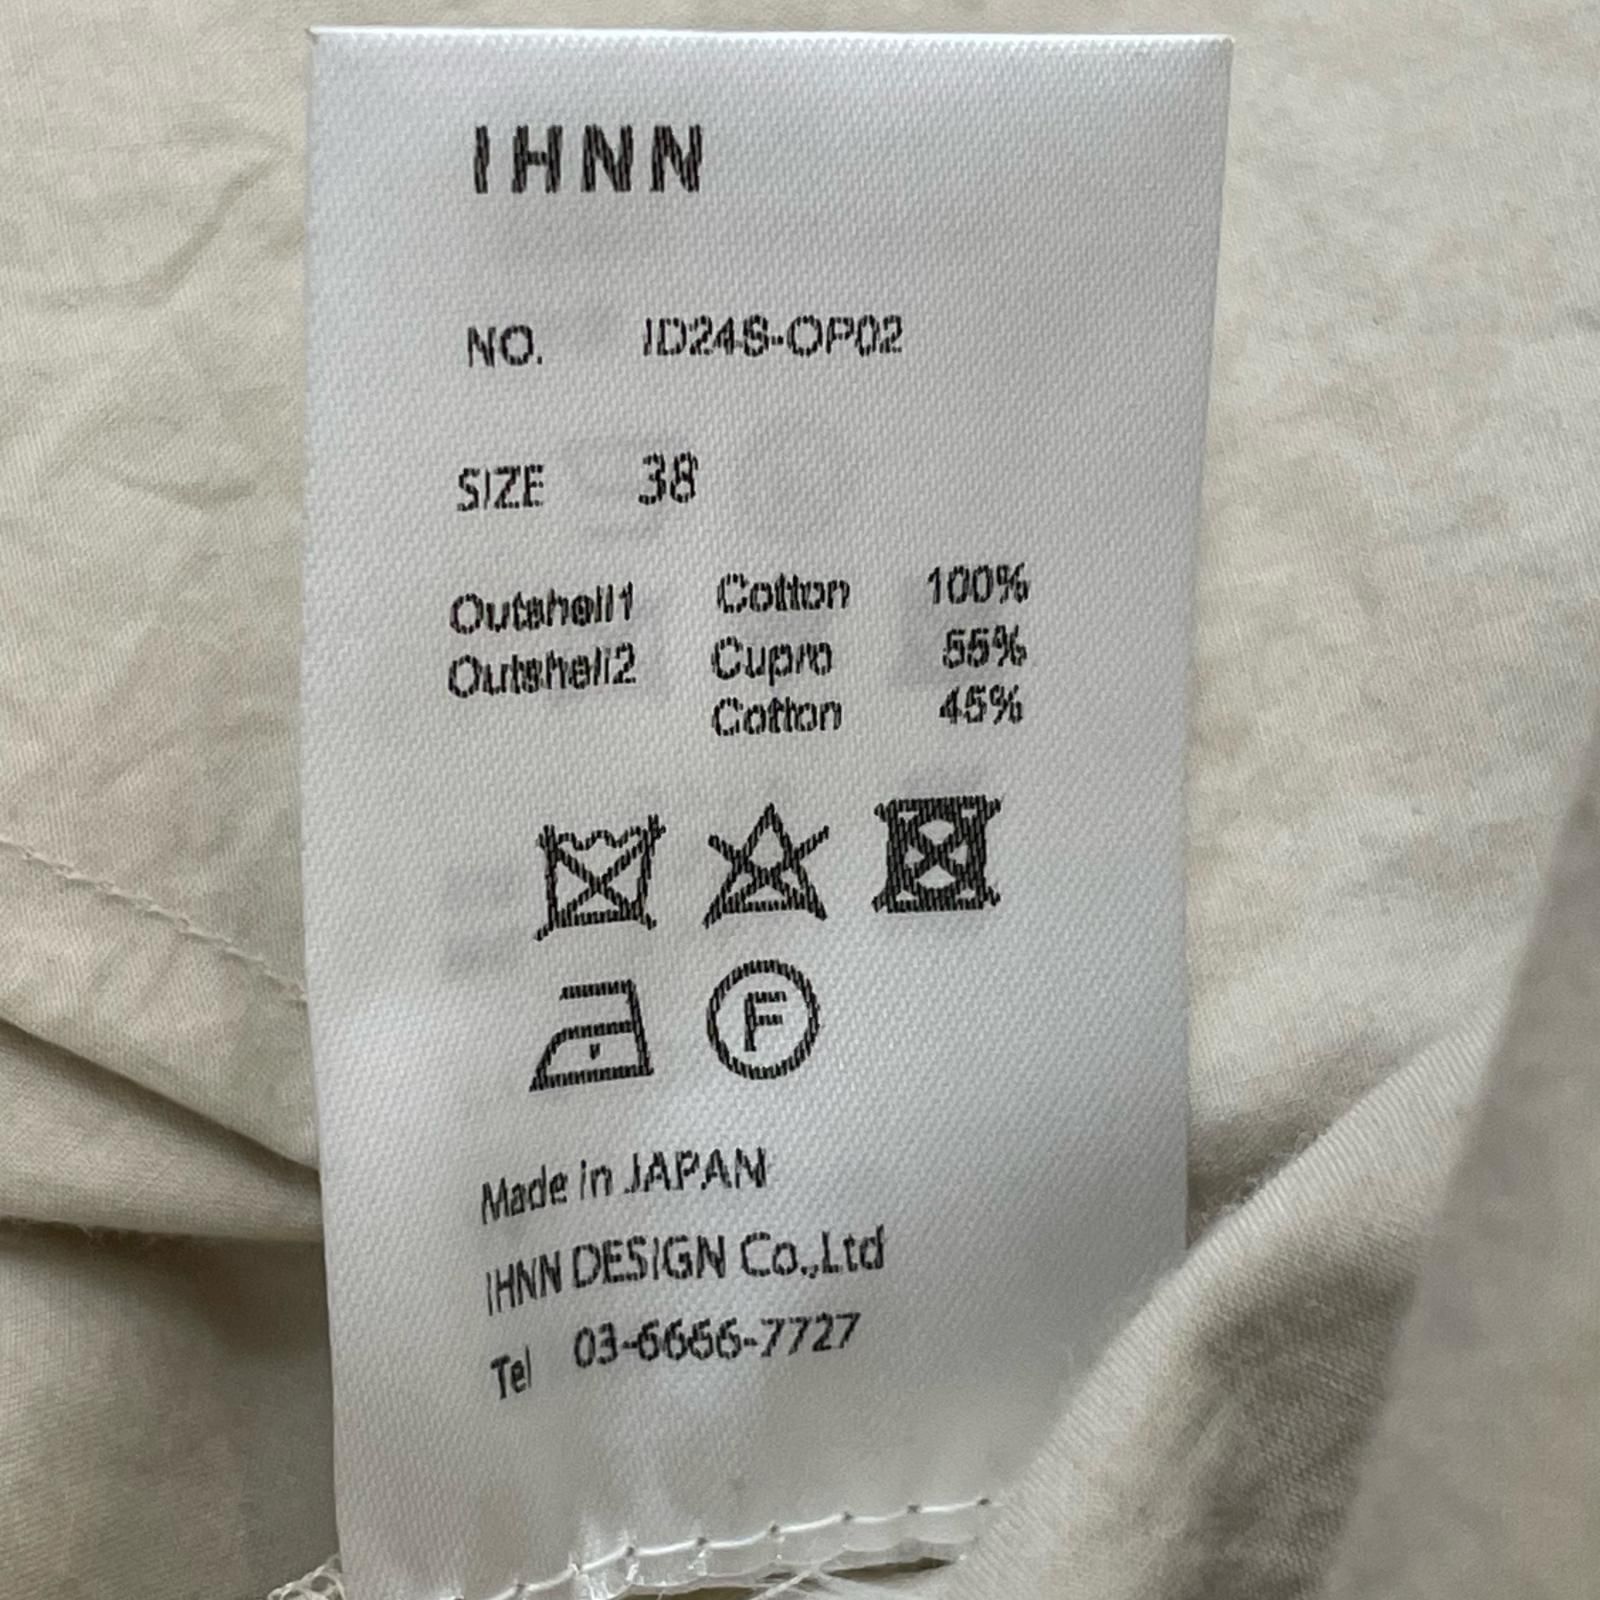 IHNN
NO. ID24S-OP02
SIZE 38
Outshell1 Cotton 100%
Outshell2 Cupro 55%
Cotton 45%
F
Made in JAPAN
IHNN DESIGN Co.,Ltd
Tel 03-6666-7727